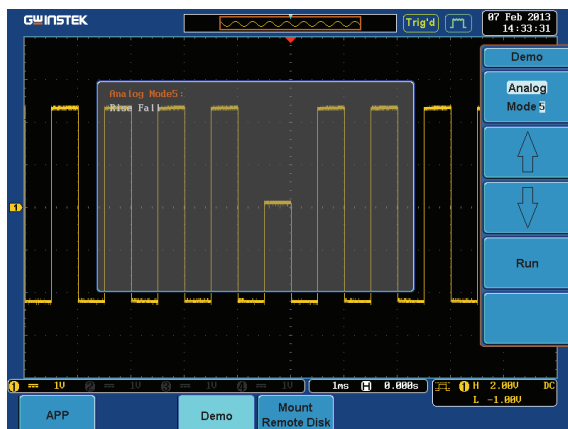 GWINSTEK
Trig'd
07 Feb 2013
14:33:31
Demo
Analog
Mode 5
Run
Analog Mode5:
Rise Fall
1
1 1V 2 1V 3 1V 4 1V
1ms H 0.000s
1 H 2.00V DC
L -1.00V
APP
Demo
Mount
Remote Disk